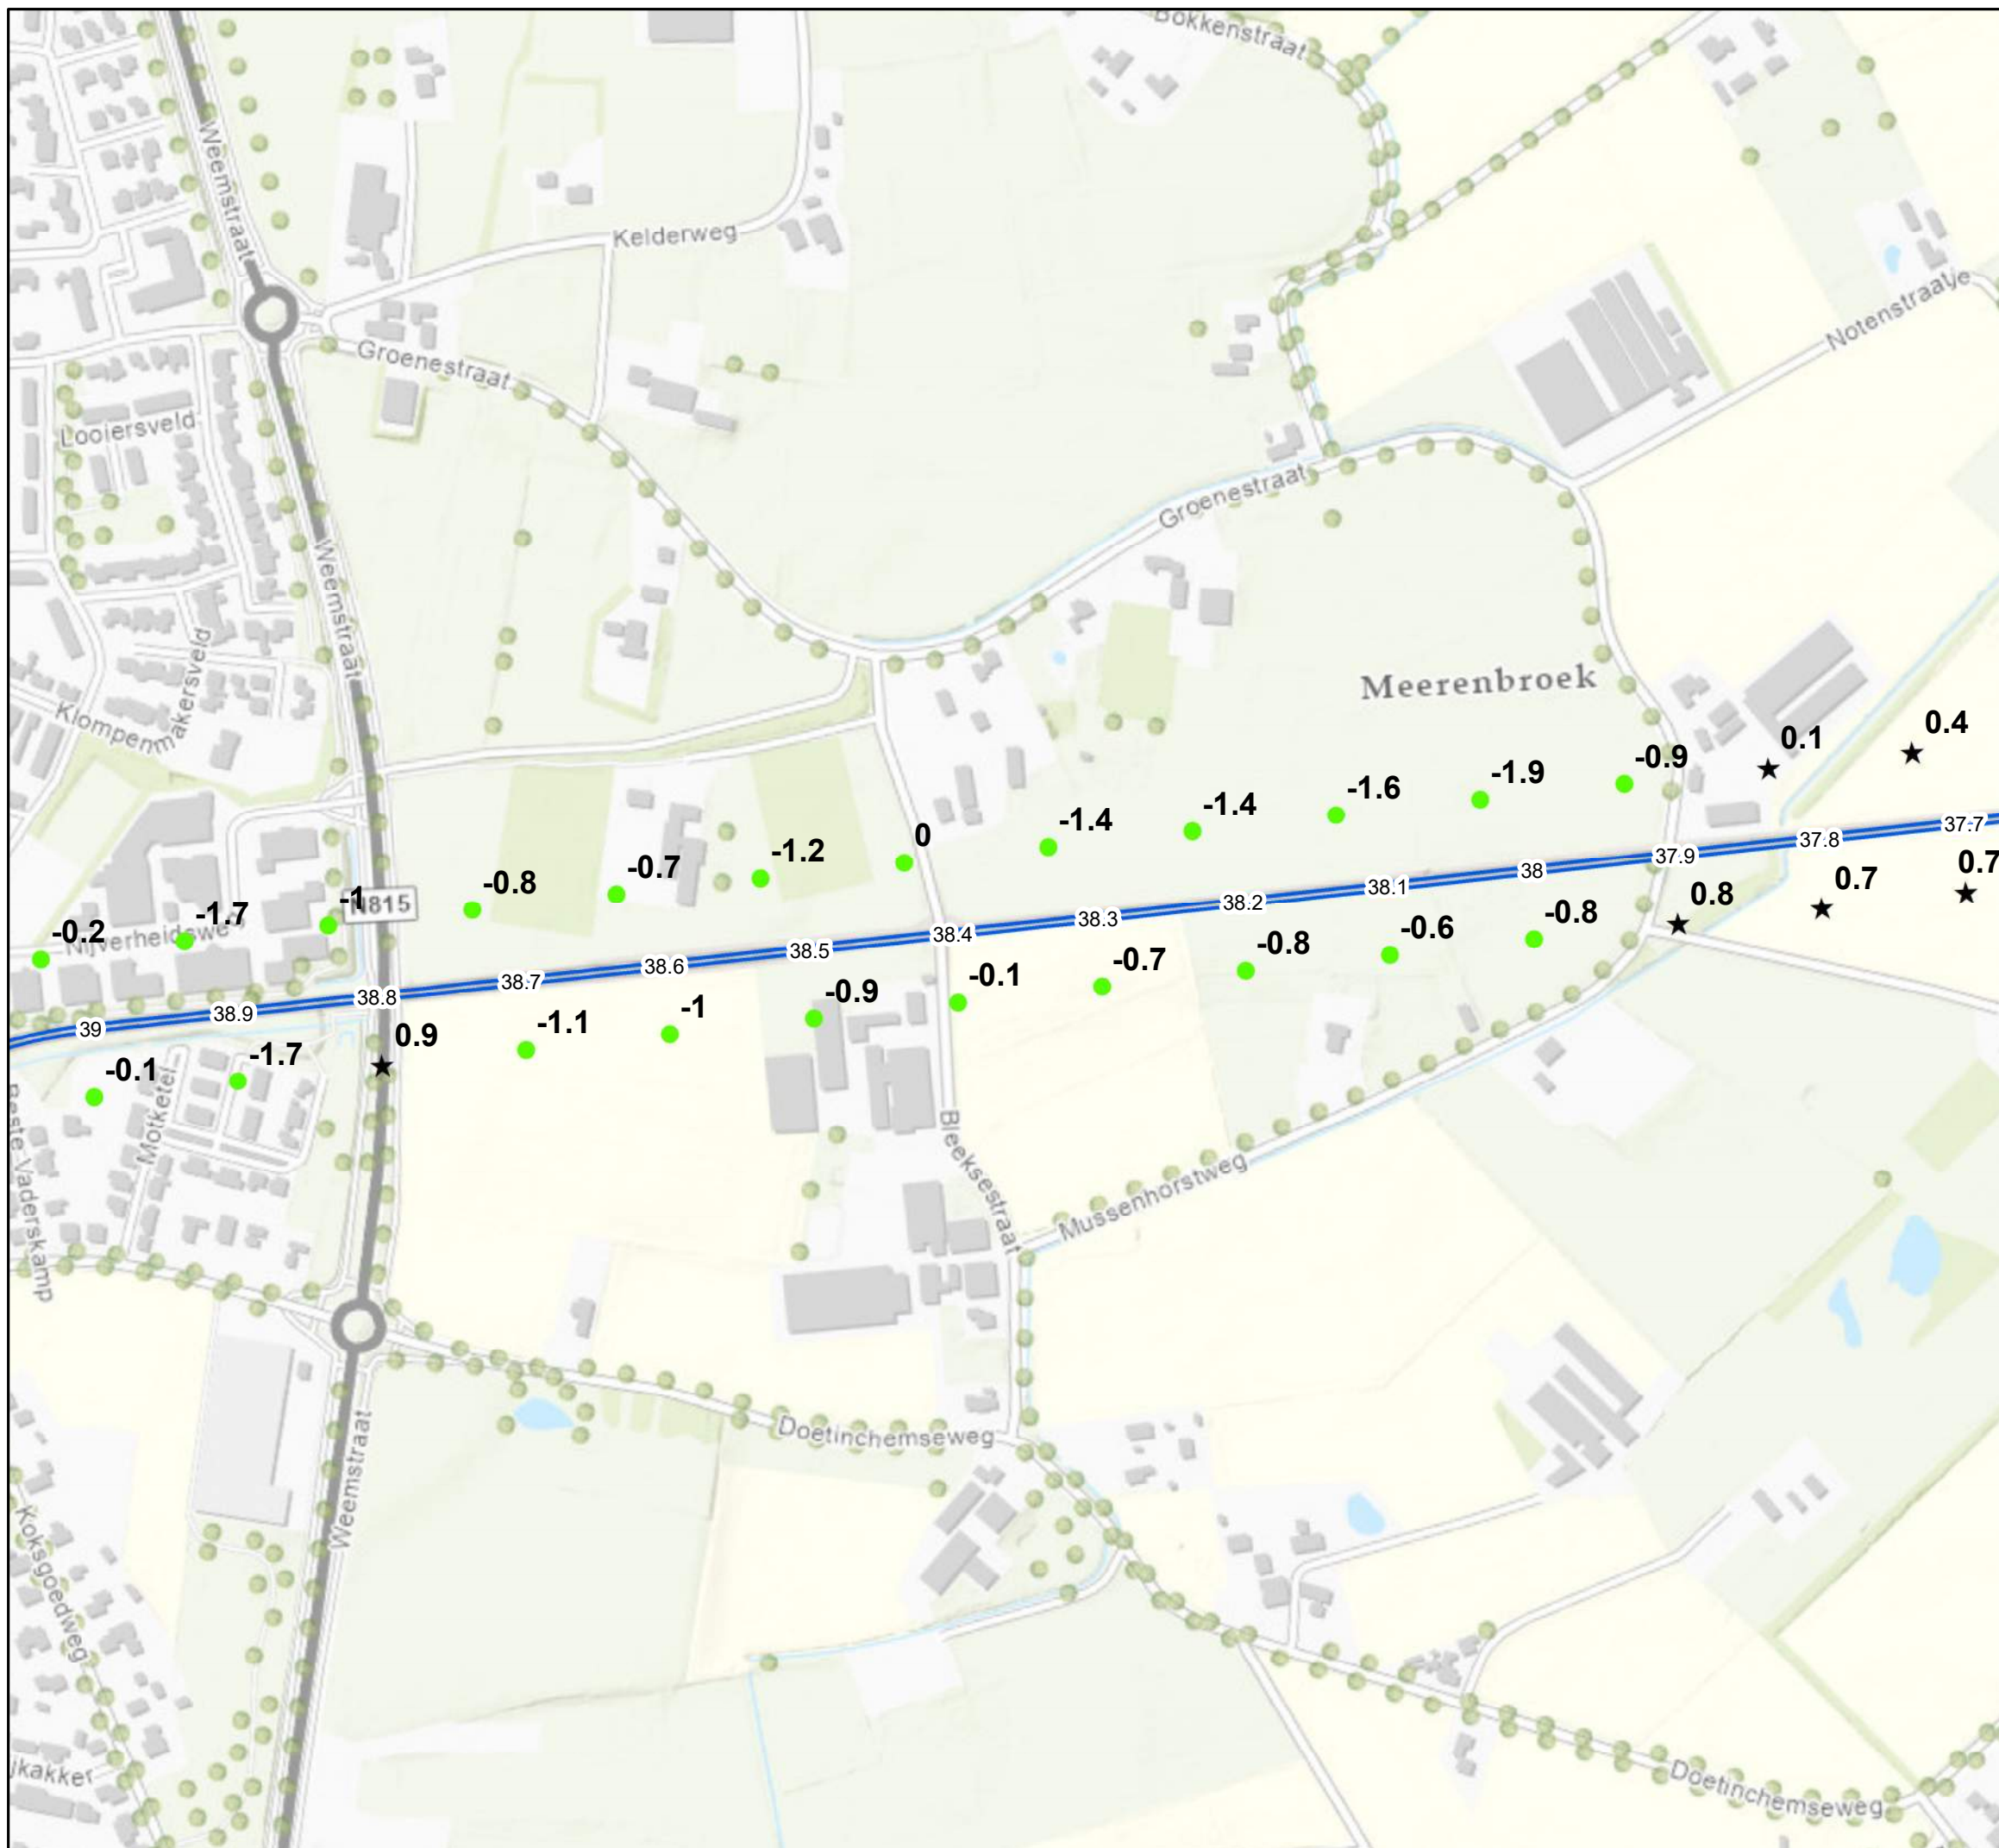 Bokkenstraat
Weemstraat
Kelderweg
Notenstraatje
Groenestraat
Looiersveld
Groenestraat
Weemstraat
Klompenmakersveld
Meerenbroek
0.4
0.1
-0.9
-1.9
-1.6
-1.4
-1.4
0
-1.2
-0.7
-0.8
-1
N815
-1.7
-0.2
37.7
37.8
37.9
38
38.1
38.2
38.3
38.4
38.5
38.6
38.7
38.8
38.9
39
0.7
0.7
0.8
-0.8
-0.6
-0.8
-0.7
-0.1
-0.9
-1
-1.1
0.9
-1.7
-0.1
Motketel
Beste Vaderskamp
Bleeksestraat
Mussenhorstweg
Doetinchemseweg
Weemstraat
Koksgoedweg
jkakker
Doetinchemseweg